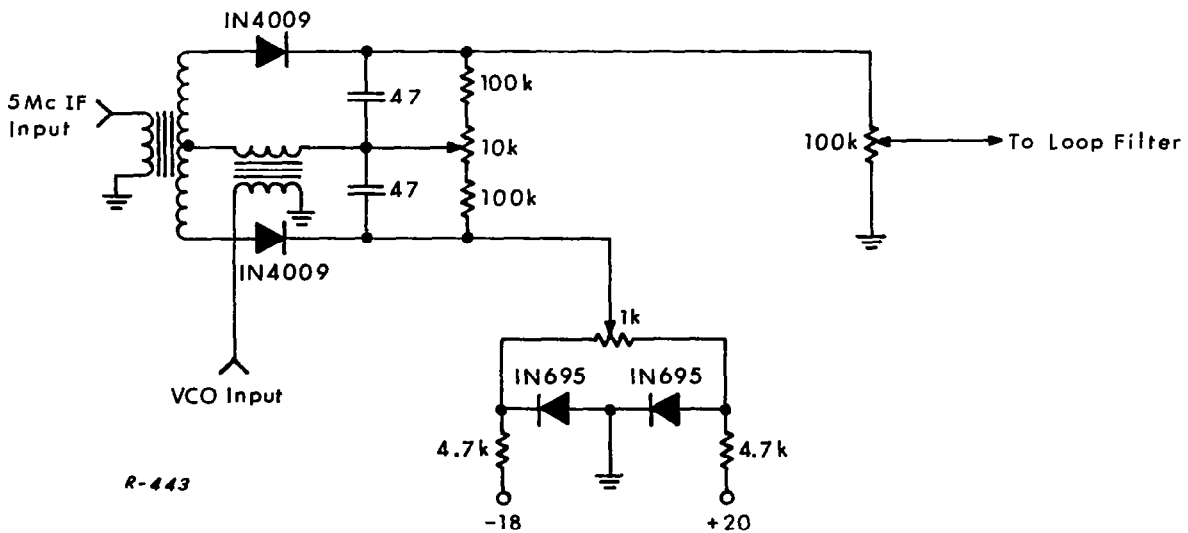 IN4009
5Mc IF
Input
100k
47
10k
100k
To Loop Filter
47
100k
IN4009
1k
VCO Input
IN695
IN695
4.7k
4.7k
R-443
-18
+20